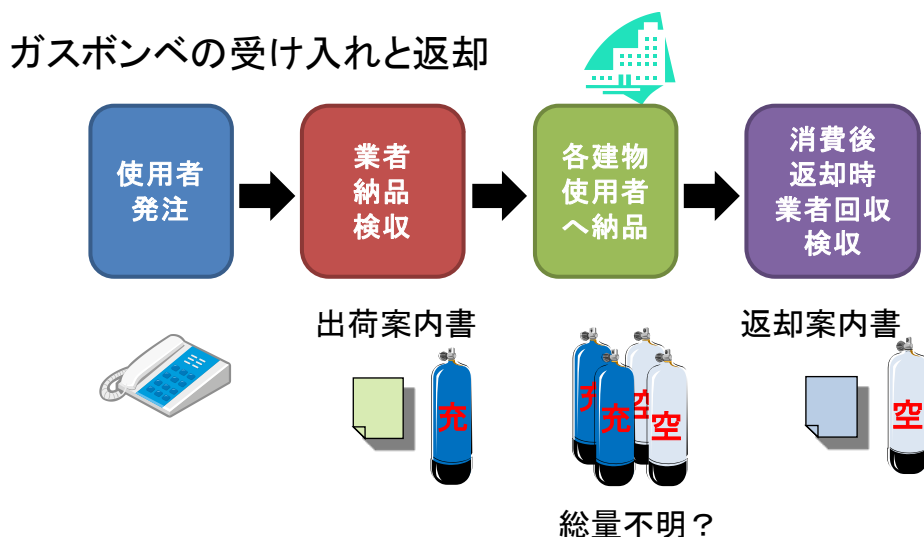 ガスボンベの受け入れと返却
使用者
発注
業者
納品
検収
各建物
使用者
へ納品
消費後
返却時
業者回収
検収
出荷案内書
返却案内書
充
充
充
空
空
空
総量不明？